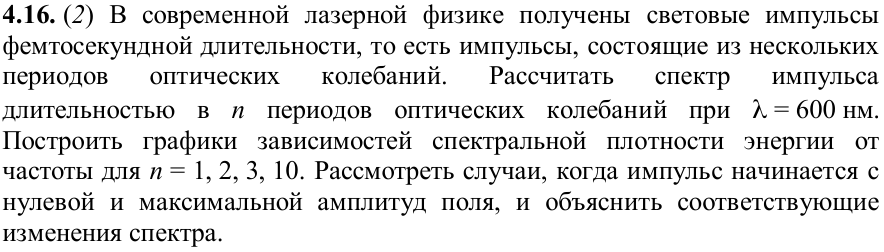 4.16. (2) В современной лазерной физике получены световые импульсы
фемтосекундной длительности, то есть импульсы, состоящие из нескольких
периодов оптических колебаний. Рассчитать спектр импульса
длительностью в n периодов оптических колебаний при λ = 600 нм.
Построить графики зависимостей спектральной плотности энергии от
частоты для n = 1, 2, 3, 10. Рассмотреть случаи, когда импульс начинается с
нулевой и максимальной амплитуд поля, и объяснить соответствующие
изменения спектра.